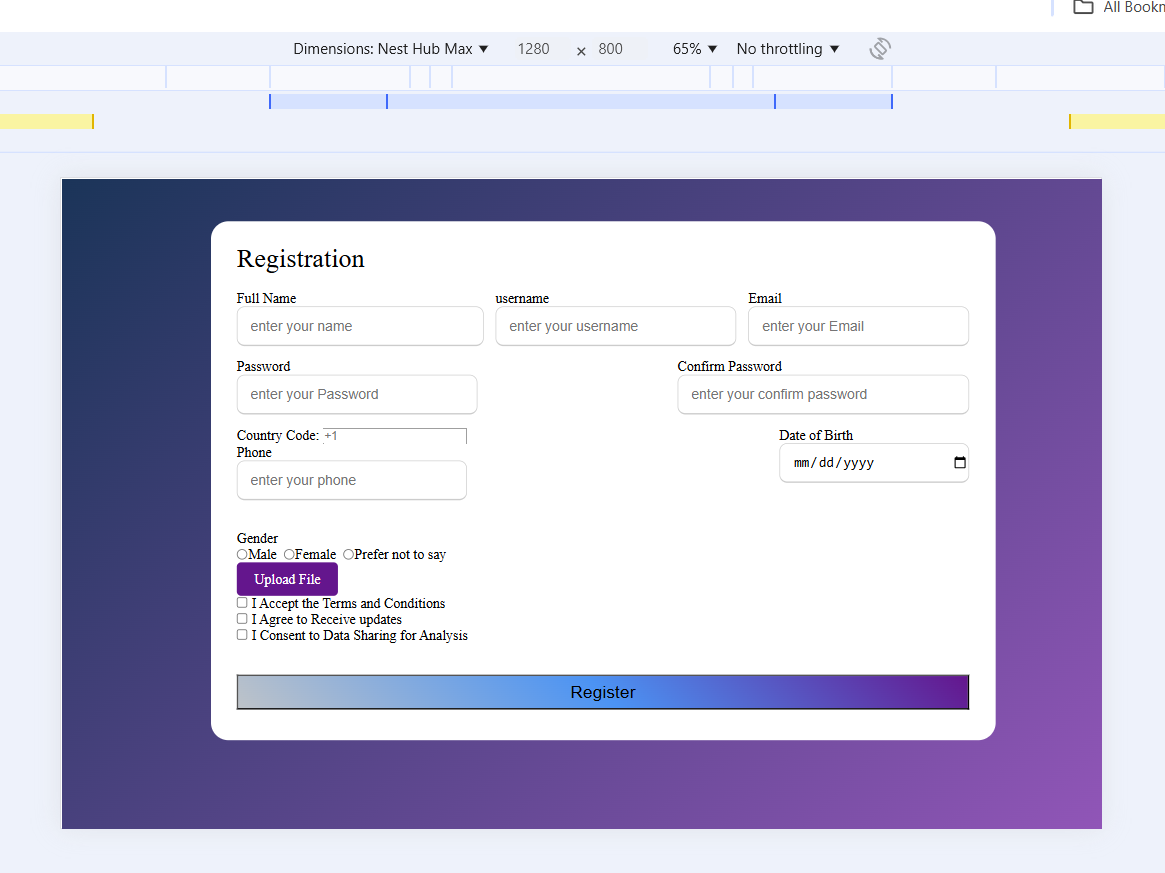 All Bookm
Dimensions: Nest Hub Max 1280 × 800 65% No throttling
Registration
Full Name username Email
enter your name enter your username enter your Email
Password Confirm Password
enter your Password enter your confirm password
Country Code: +1 Date of Birth
Phone mm/dd/yyyy
enter your phone
Gender
Male Female Prefer not to say
Upload File
I Accept the Terms and Conditions
I Agree to Receive updates
I Consent to Data Sharing for Analysis
Register